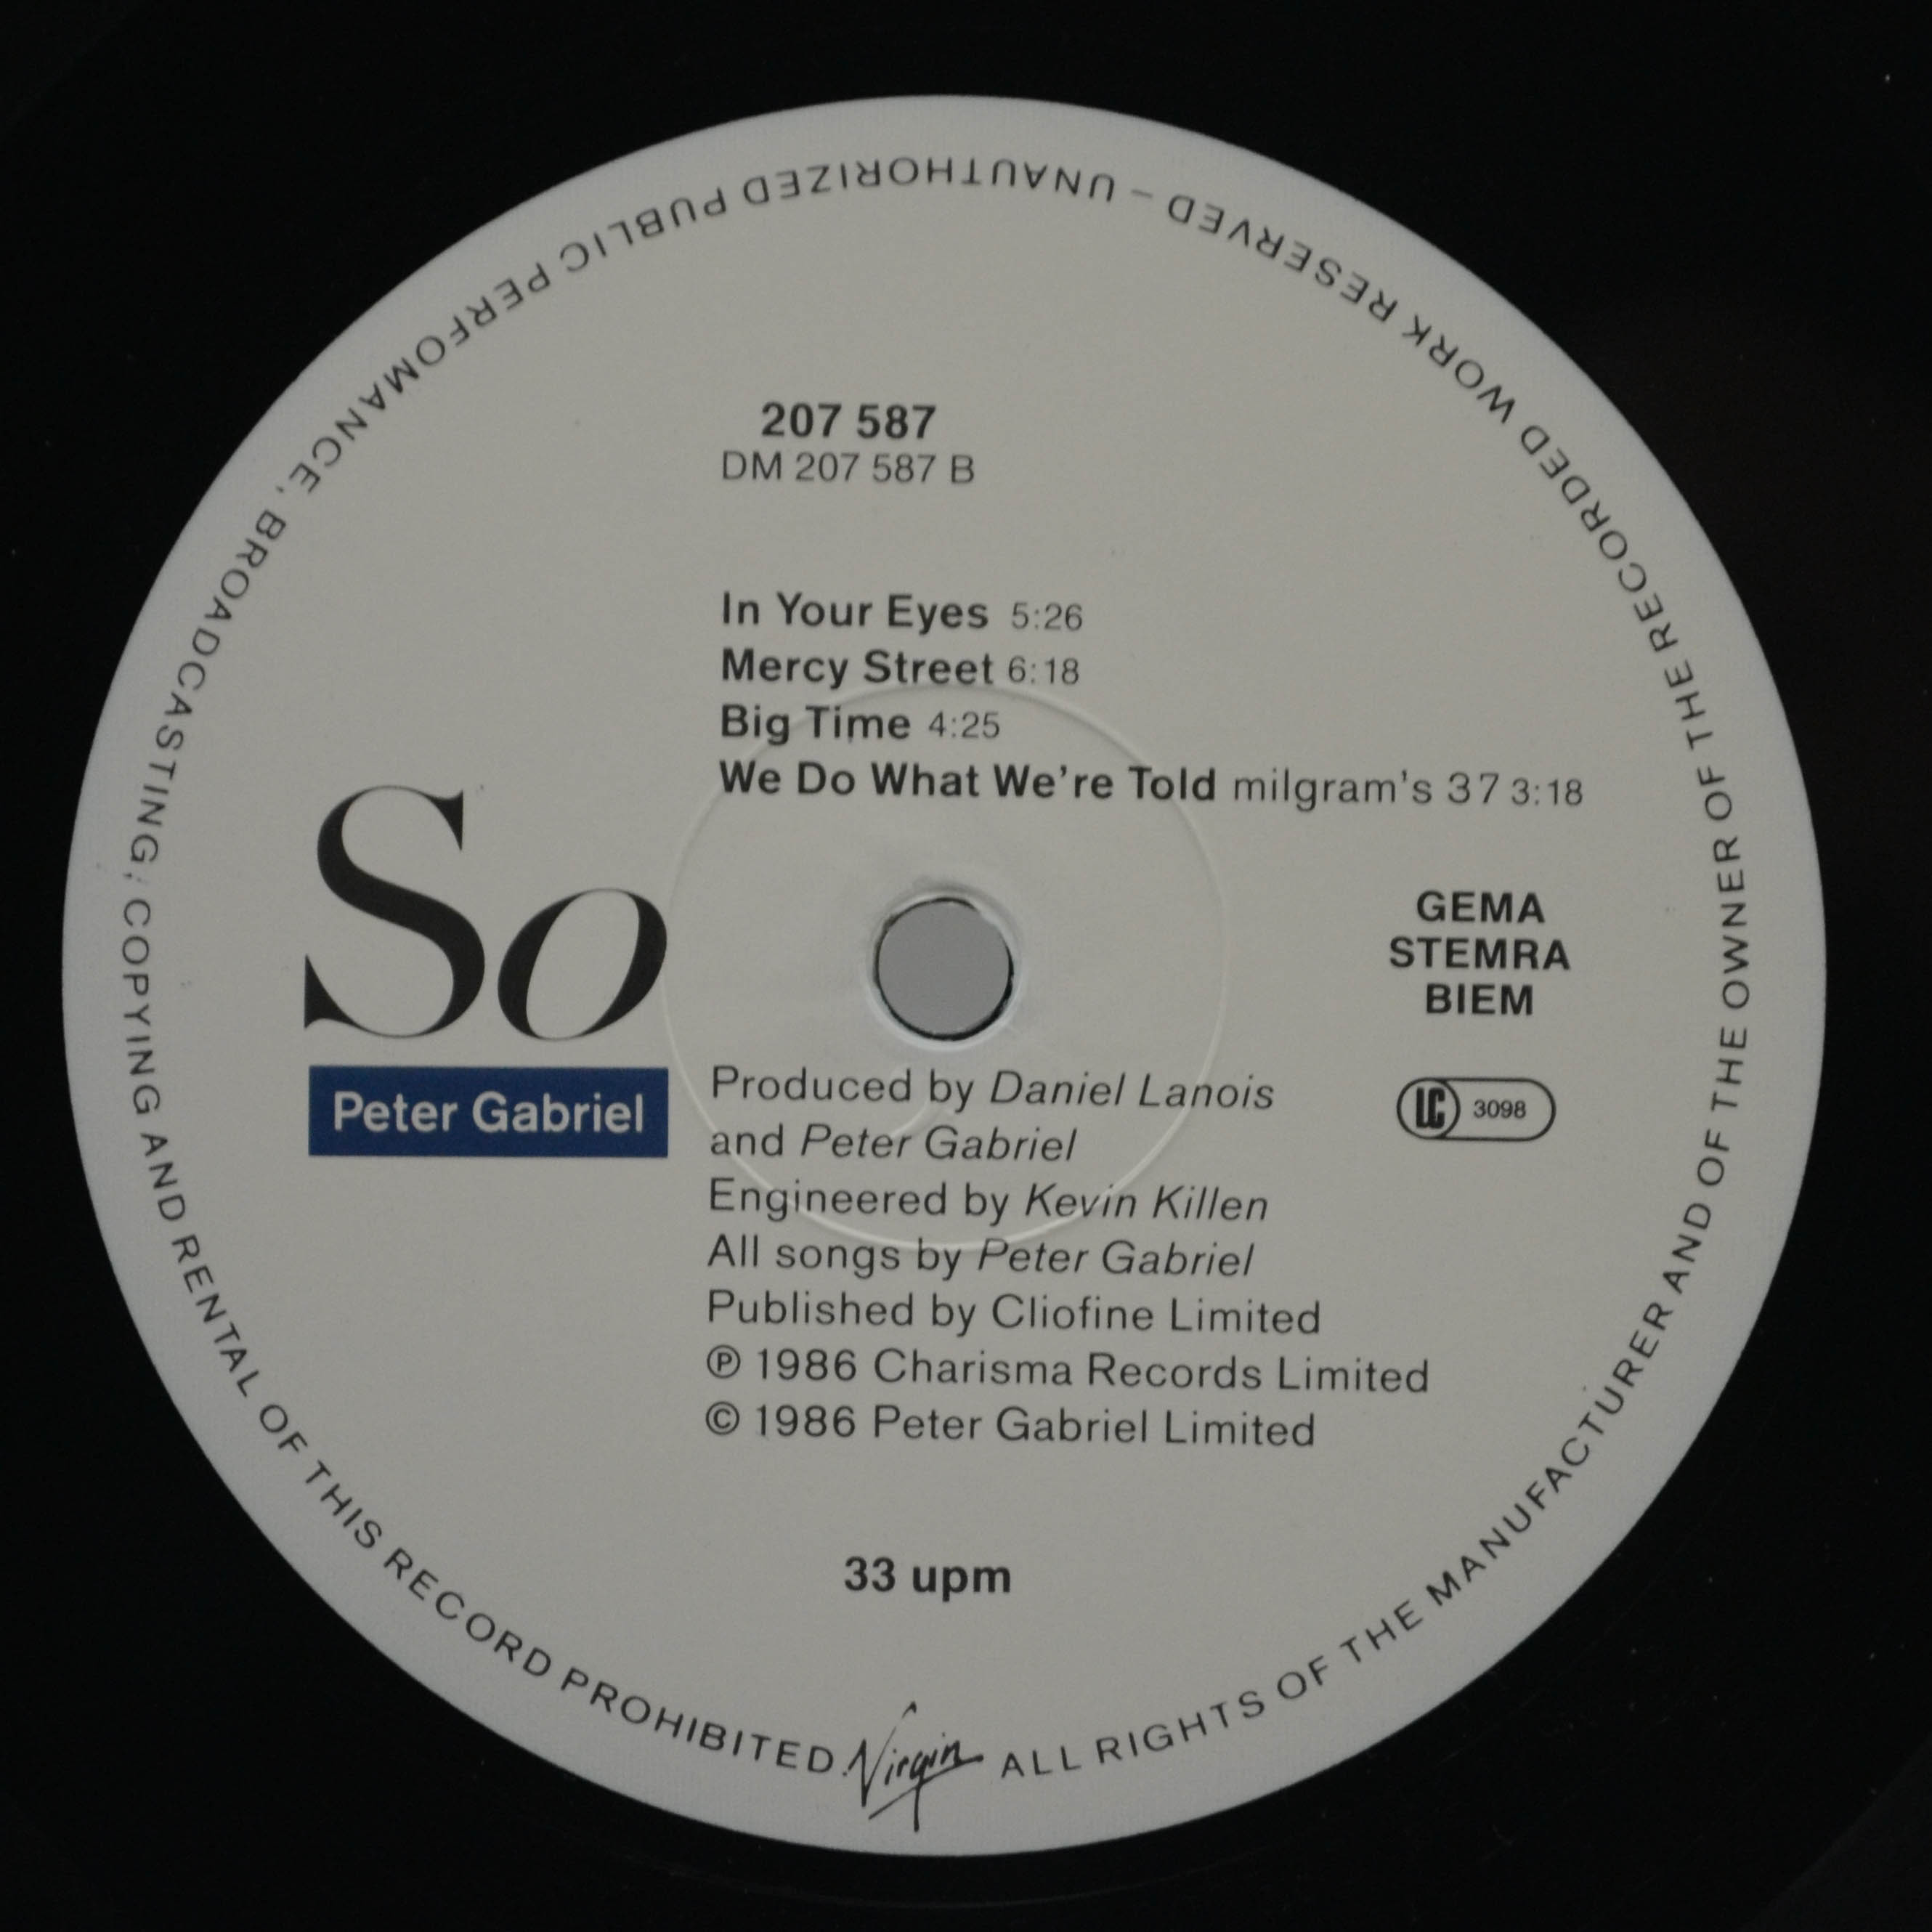 207 587
DM 207 587 B
In Your Eyes 5:26
Mercy Street 6:18
Big Time 4:25
We Do What We're Told milgram's 37 3:18
So
Peter Gabriel
GEMA
STEMRA
BIEM
LC 3098
Produced by Daniel Lanois
and Peter Gabriel
Engineered by Kevin Killen
All songs by Peter Gabriel
Published by Cliofine Limited
℗ 1986 Charisma Records Limited
© 1986 Peter Gabriel Limited
33 upm
Virgin
ALL RIGHTS OF THE MANUFACTURER AND OF THE OWNER OF THE RECORDED WORK RESERVED – UNAUTHORIZED PUBLIC PERFOMANCE, BROADCASTING; COPYING AND RENTAL OF THIS RECORD PROHIBITED.